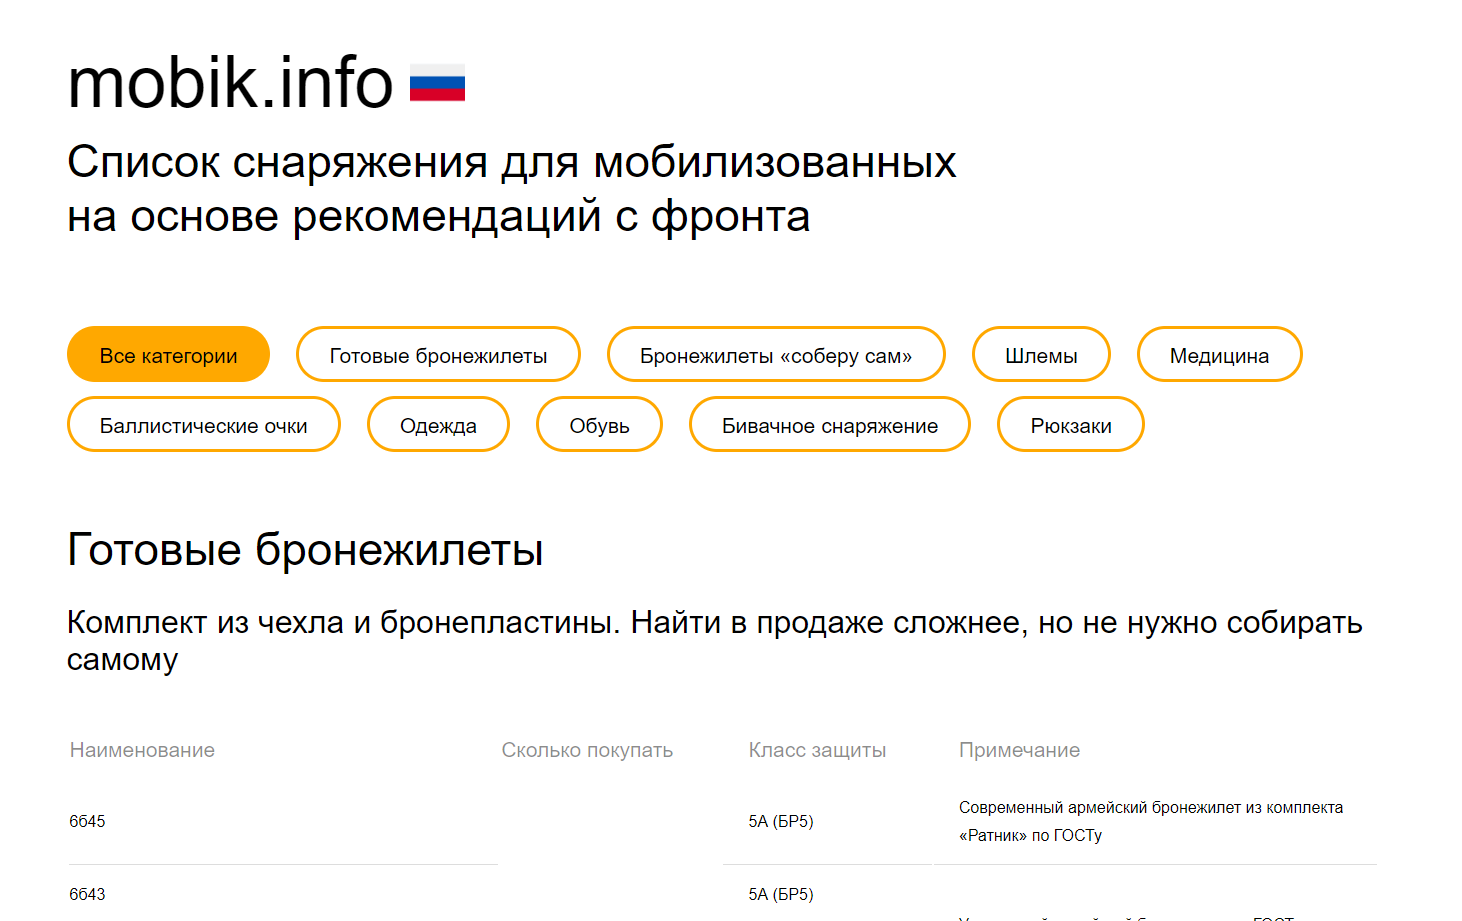 mobik.info
Список снаряжения для мобилизованных
на основе рекомендаций с фронта
Все категории
Готовые бронежилеты
Бронежилеты «соберу сам»
Шлемы
Медицина
Баллистические очки
Одежда
Обувь
Бивачное снаряжение
Рюкзаки
Готовые бронежилеты
Комплект из чехла и бронепластины. Найти в продаже сложнее, но не нужно собирать
самому
Наименование
Сколько покупать
Класс защиты
Примечание
6б45
5А (БР5)
Современный армейский бронежилет из комплекта
«Ратник» по ГОСТу
6б43
5А (БР5)